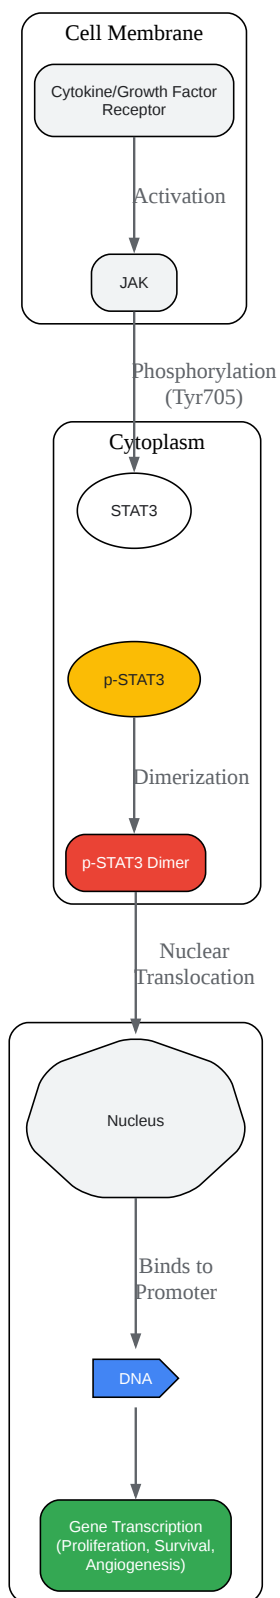 Cell Membrane
Cytokine/Growth Factor
Receptor
Activation
JAK
Phosphorylation
(Tyr705)
Cytoplasm
STAT3
p-STAT3
Dimerization
p-STAT3 Dimer
Nuclear
Translocation
Nucleus
Binds to
Promoter
DNA
Gene Transcription
(Proliferation, Survival,
Angiogenesis)